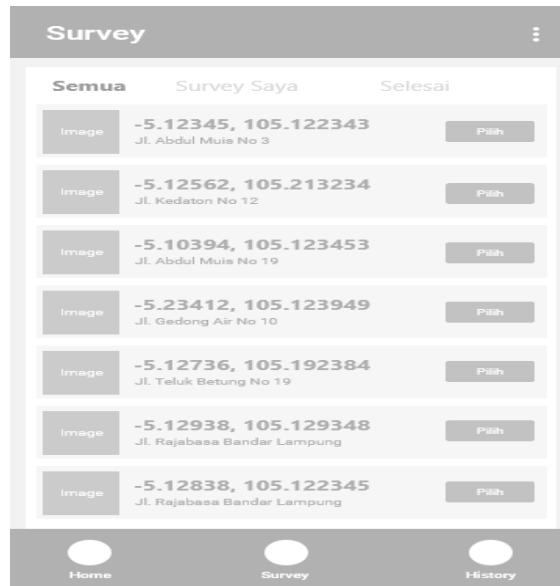 Survey
Semua Survey Saya Selesai
Image -5.12345, 105.122343 Pilih
Jl. Abdul Muis No 3
Image -5.12562, 105.213234 Pilih
Jl. Kedaton No 12
Image -5.10394, 105.123453 Pilih
Jl. Abdul Muis No 19
Image -5.23412, 105.123949 Pilih
Jl. Gedong Air No 10
Image -5.12736, 105.192384 Pilih
Jl. Teluk Betung No 19
Image -5.12938, 105.129348 Pilih
Jl. Rajabasa Bandar Lampung
Image -5.12838, 105.122345 Pilih
Jl. Rajabasa Bandar Lampung
Home Survey History